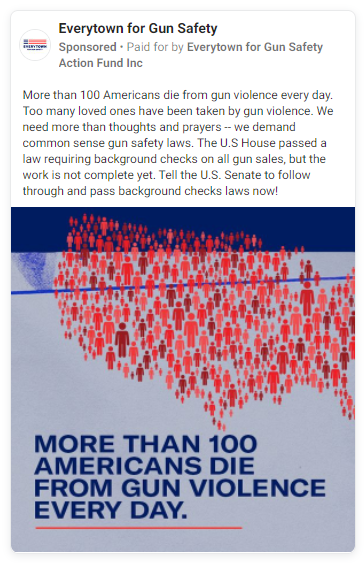 Everytown for Gun Safety
Sponsored • Paid for by Everytown for Gun Safety
Action Fund Inc
EVERYTOWN
More than 100 Americans die from gun violence every day.
Too many loved ones have been taken by gun violence. We
need more than thoughts and prayers -- we demand
common sense gun safety laws. The U.S House passed a
law requiring background checks on all gun sales, but the
work is not complete yet. Tell the U.S. Senate to follow
through and pass background checks laws now!
MORE THAN 100
AMERICANS DIE
FROM GUN VIOLENCE
EVERY DAY.